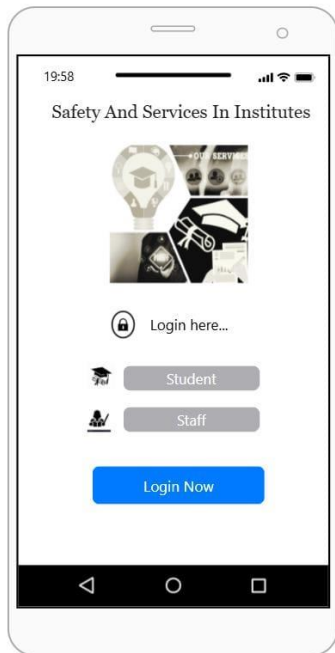 19:58
Safety And Services In Institutes
OUR SERVICES
Login here...
Student
Staff
Login Now